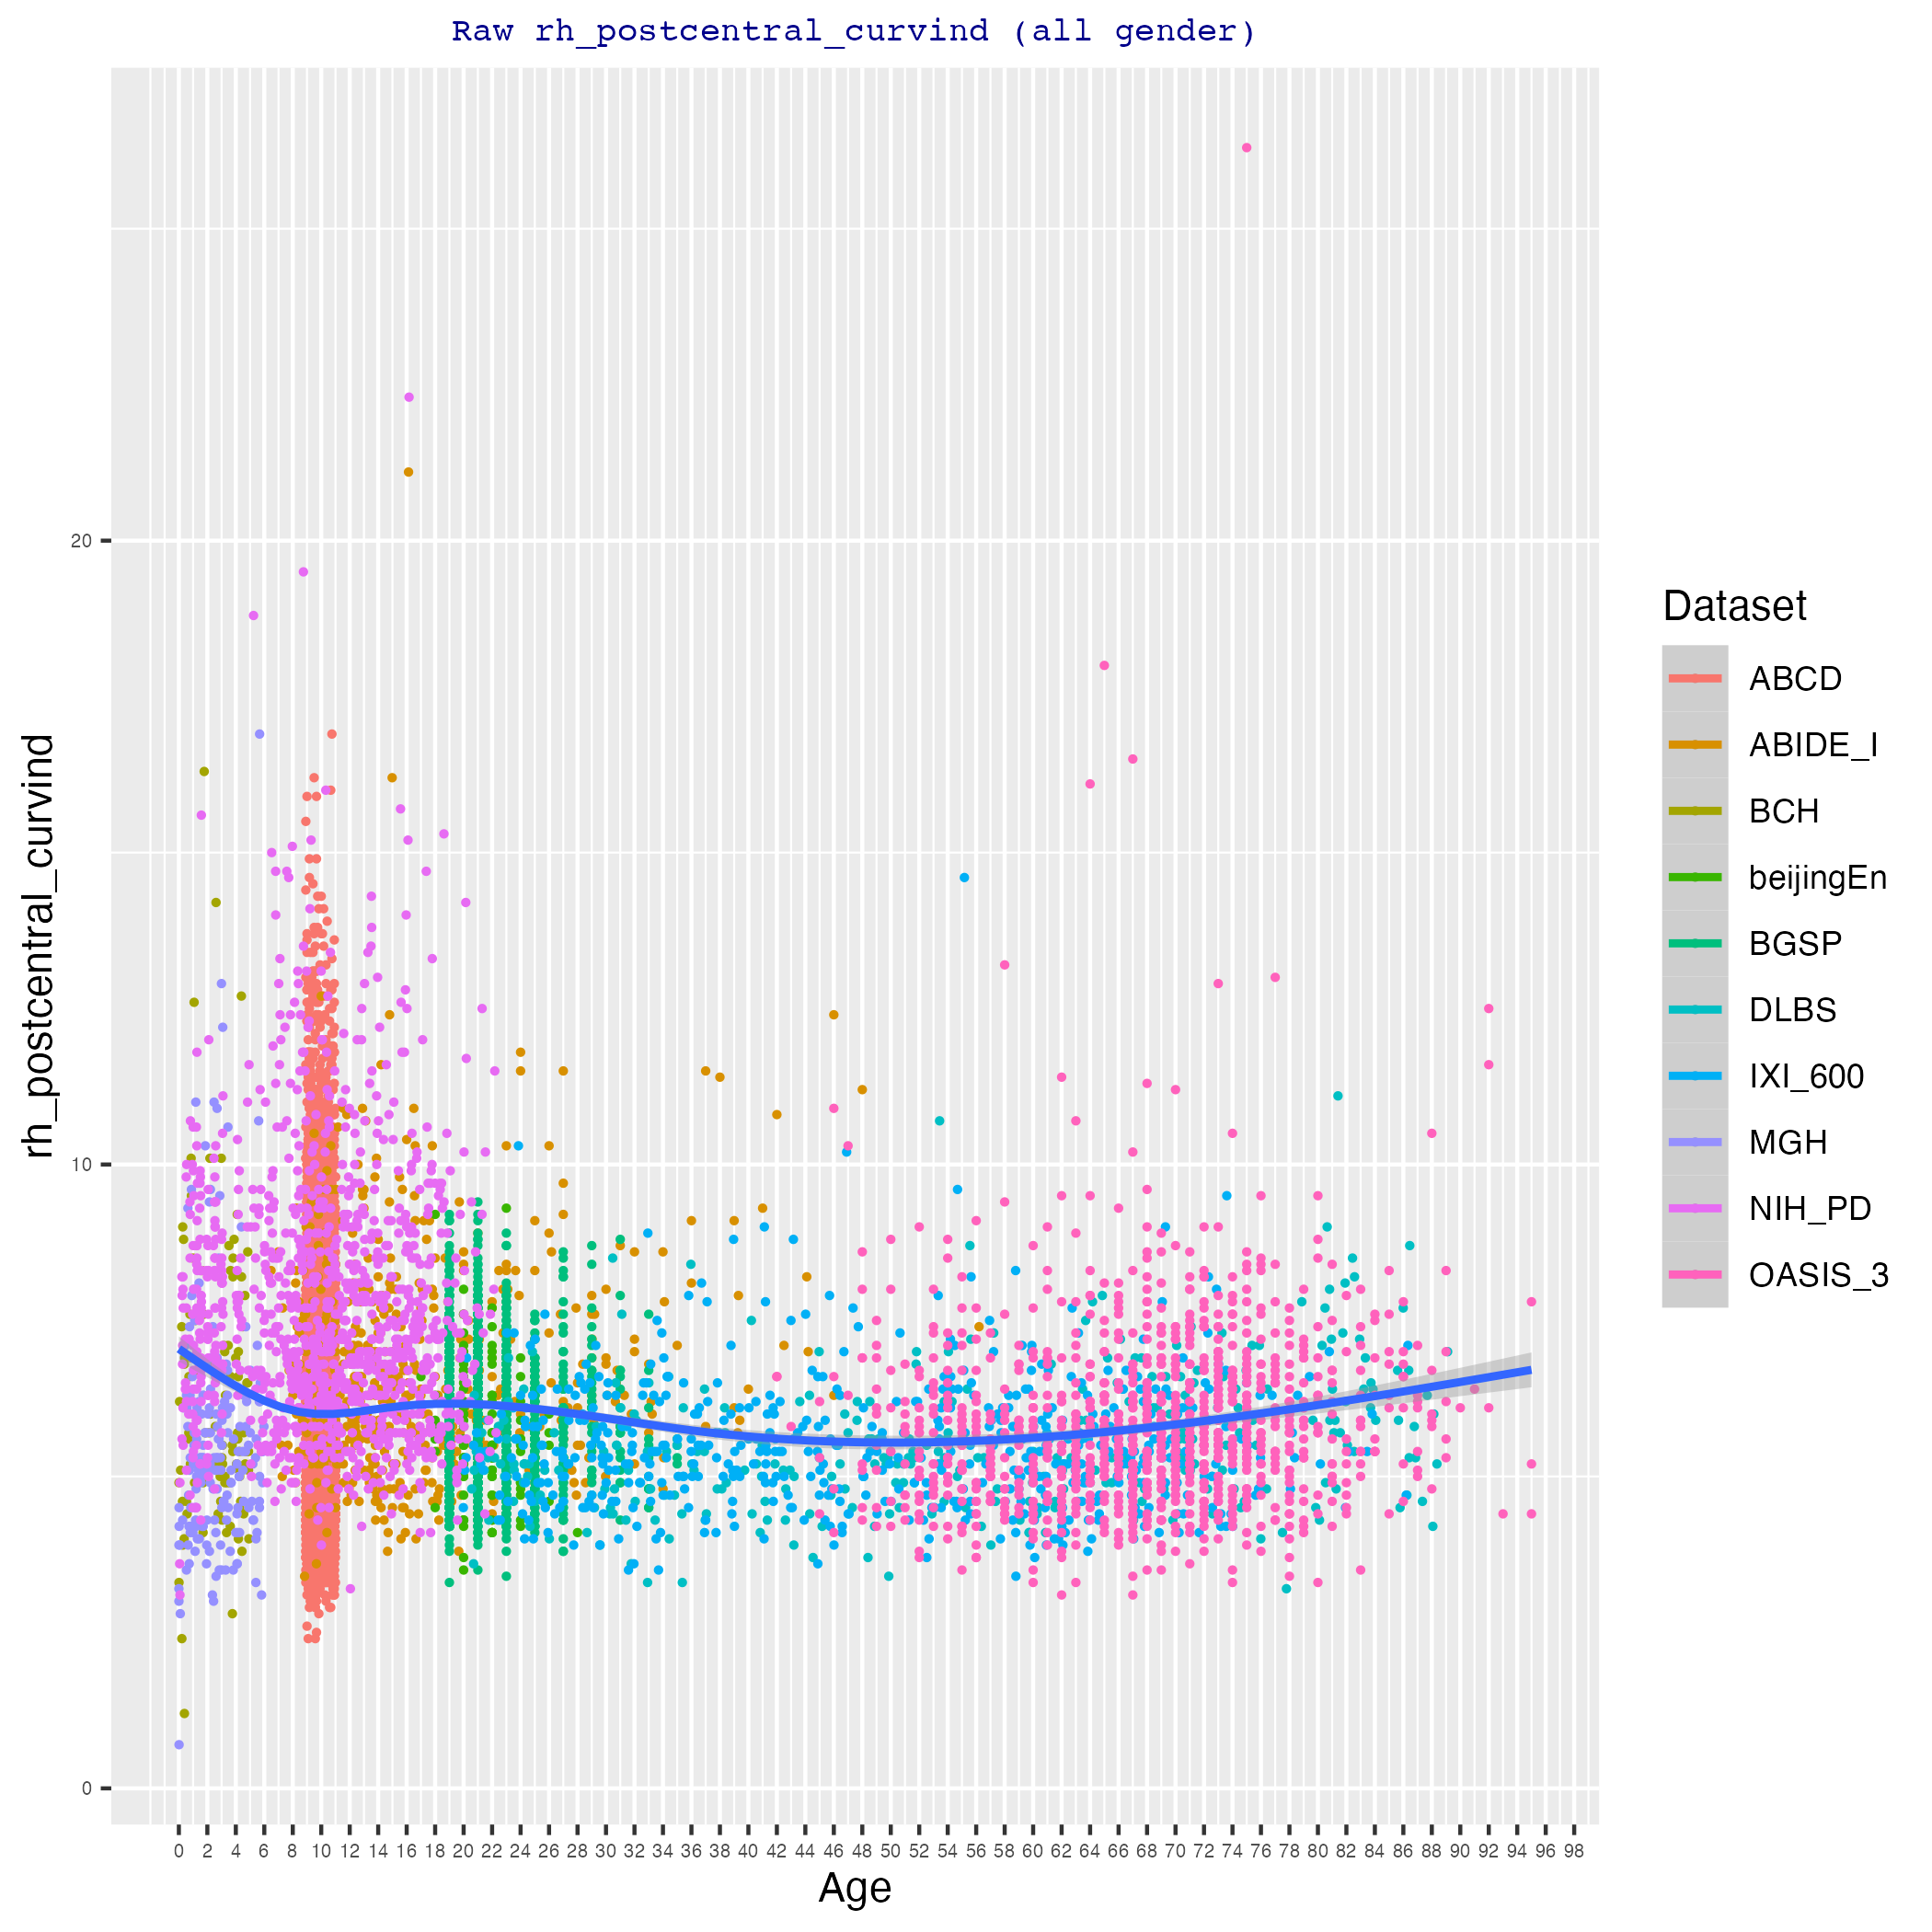 Raw rh_postcentral_curvind (all gender)
rh_postcentral_curvind
20
10
0
0 2 4 6 8 10 12 14 16 18 20 22 24 26 28 30 32 34 36 38 40 42 44 46 48 50 52 54 56 58 60 62 64 66 68 70 72 74 76 78 80 82 84 86 88 90 92 94 96 98
Age
Dataset
ABCD
ABIDE_I
BCH
beijingEn
BGSP
DLBS
IXI_600
MGH
NIH_PD
OASIS_3